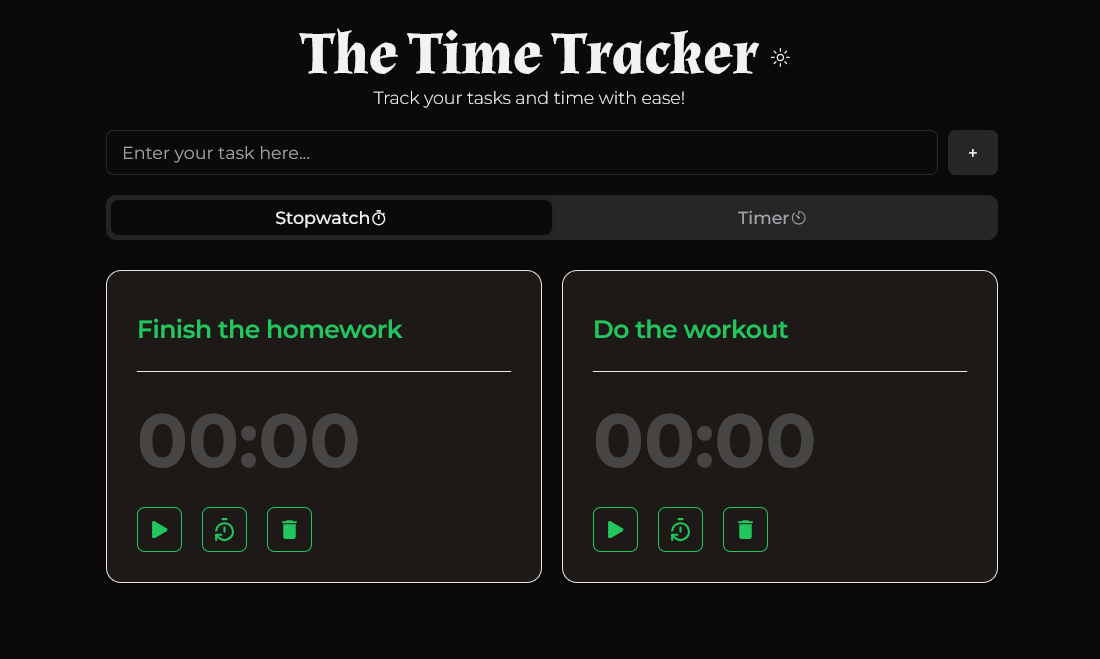 The Time Tracker
Track your tasks and time with ease!
Enter your task here...
+
Stopwatch
Timer
Finish the homework
Do the workout
00:00
00:00